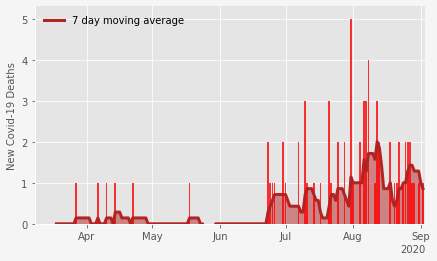 7 day moving average
New Covid-19 Deaths
5
4
3
2
1
0
Apr
May
Jun
Jul
Aug
Sep
2020